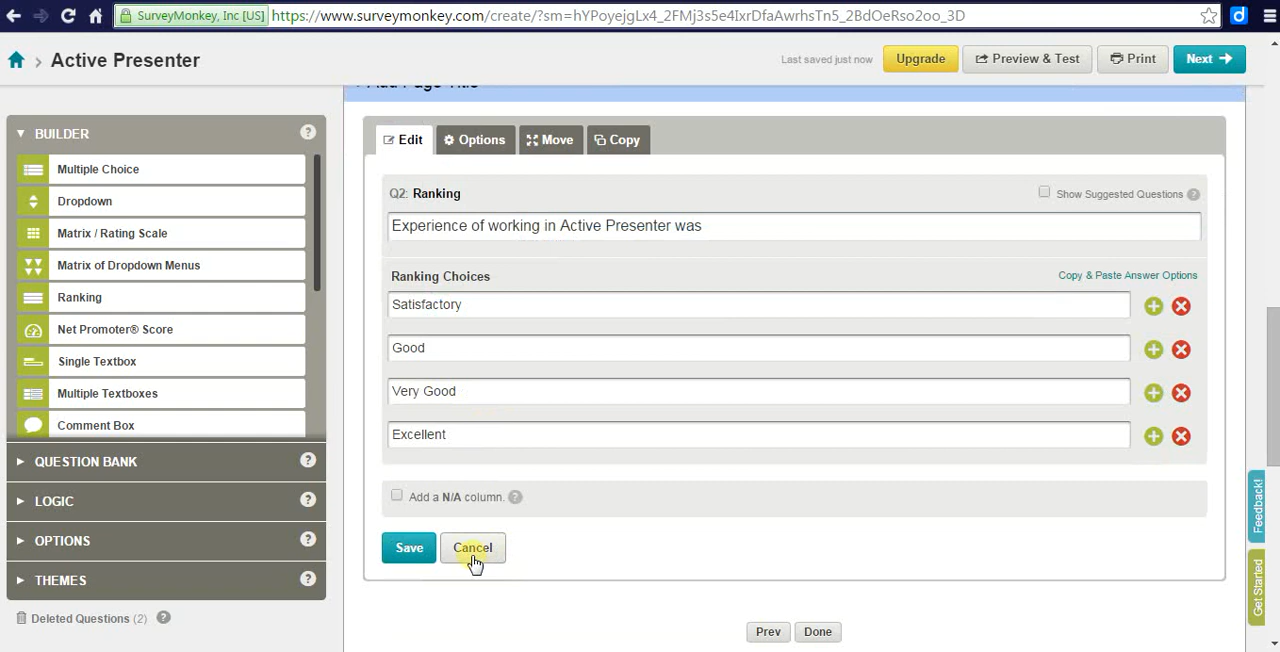 SurveyMonkey, Inc [US] https://www.surveymonkey.com/create/?sm=hYPoyejgLx4_2FMj3s5e4IxrDfaAwrhsTn5_2BdOeRso2oo_3D
Active Presenter
Last saved just now
Upgrade
Preview & Test
Print
Next
Add Page Title
BUILDER
Multiple Choice
Dropdown
Matrix / Rating Scale
Matrix of Dropdown Menus
Ranking
Net Promoter® Score
Single Textbox
Multiple Textboxes
Comment Box
QUESTION BANK
LOGIC
OPTIONS
THEMES
Deleted Questions (2)
Edit
Options
Move
Copy
Q2: Ranking
Show Suggested Questions
Experience of working in Active Presenter was
Ranking Choices
Copy & Paste Answer Options
Satisfactory
Good
Very Good
Excellent
Add a N/A column.
Save
Cancel
Prev
Done
Feedback!
Get Started